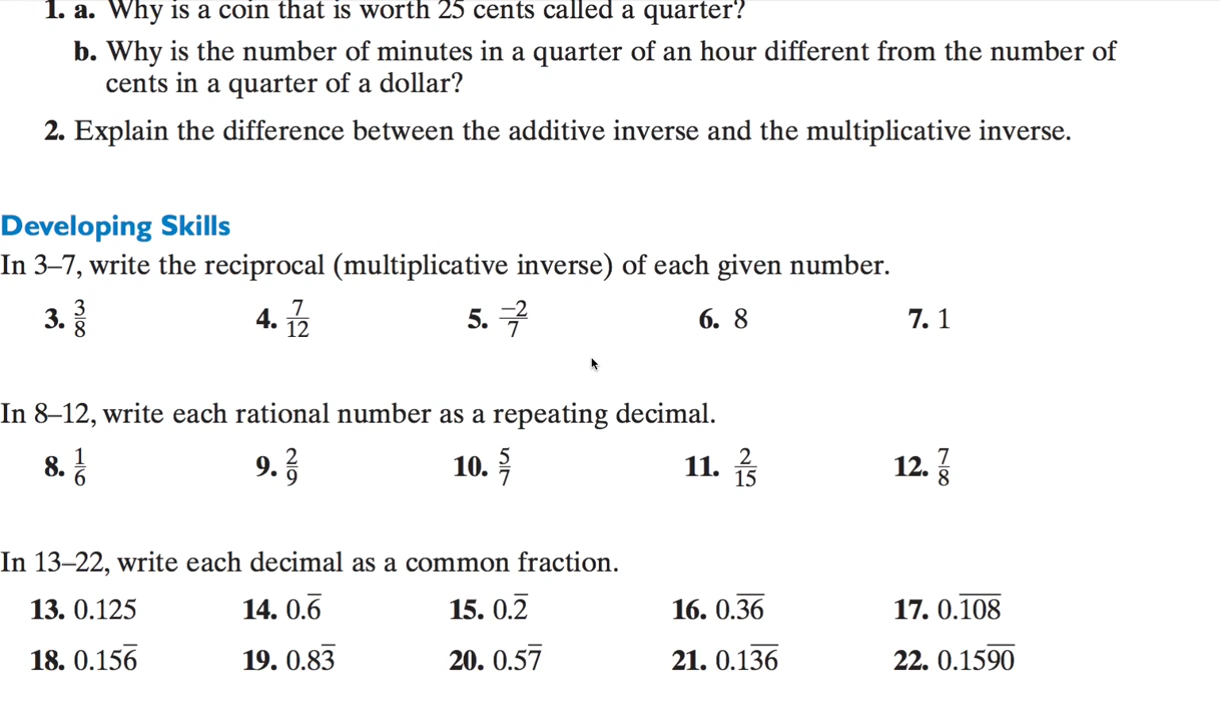 1. a. Why is a coin that is worth 25 cents called a quarter?
b. Why is the number of minutes in a quarter of an hour different from the number of
cents in a quarter of a dollar?
2. Explain the difference between the additive inverse and the multiplicative inverse.
Developing Skills
In 3–7, write the reciprocal (multiplicative inverse) of each given number.
3. 3/8 4. 7/12 5. −2/7 6. 8 7. 1
In 8–12, write each rational number as a repeating decimal.
8. 1/6 9. 2/9 10. 5/7 11. 2/15 12. 7/8
In 13–22, write each decimal as a common fraction.
13. 0.125 14. 0.6̅ 15. 0.2̅ 16. 0.3̅6̅ 17. 0.1̅0̅8̅
18. 0.156̅ 19. 0.83̅ 20. 0.57̅ 21. 0.13̅6̅ 22. 0.159̅0̅